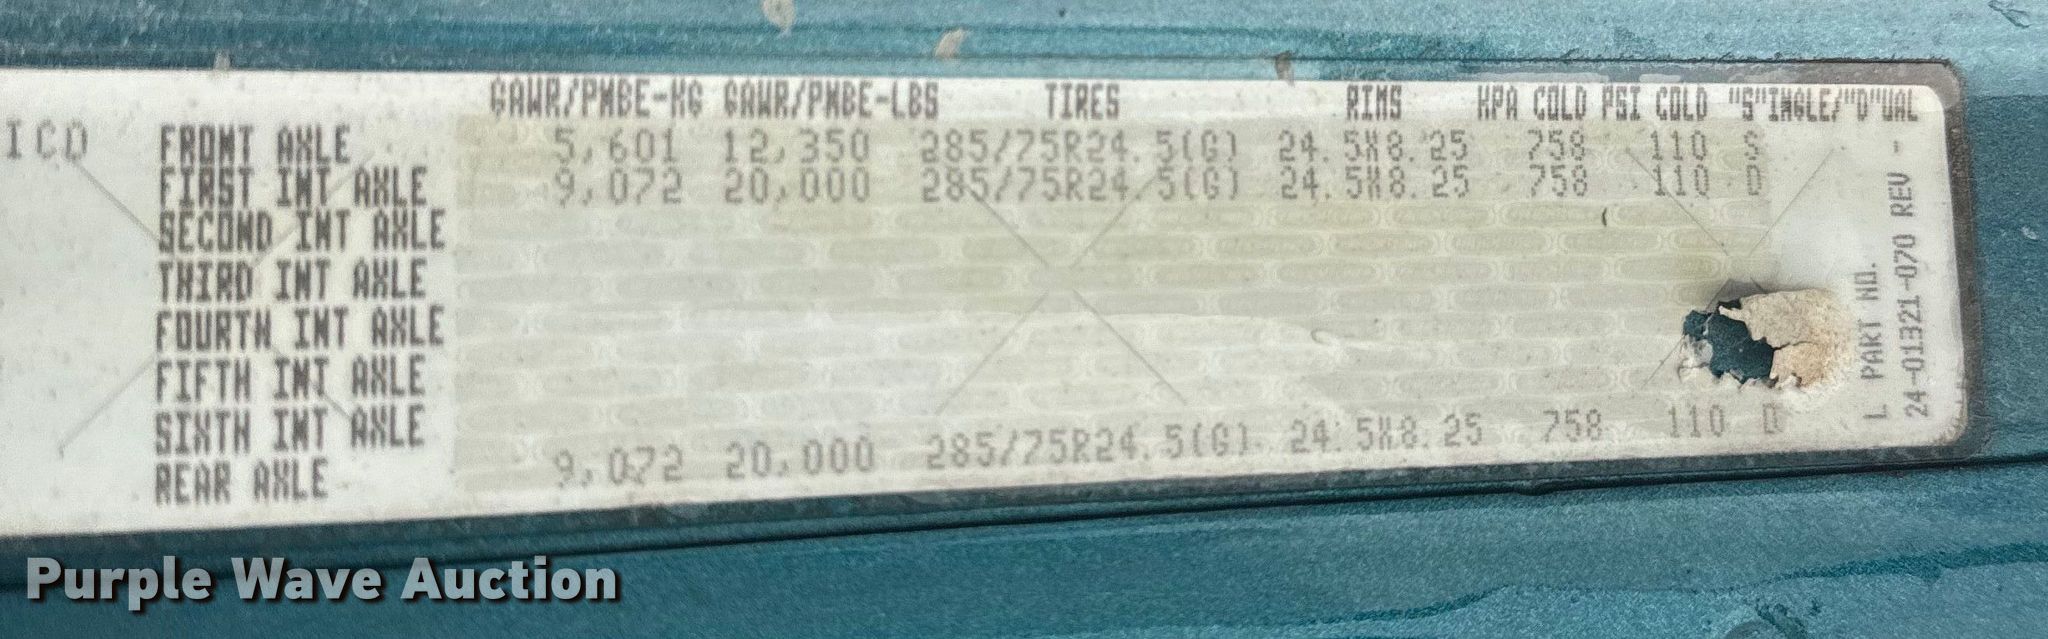 GAWR/PNBE-KG GAWR/PNBE-LBS TIRES RIMS KPA COLD PSI COLD "S"INGLE/"D"UAL
ICO FRONT AXLE 5,601 12,350 285/75R24.5(G) 24.5X8.25 758 110 S
FIRST INT AXLE 9,072 20,000 285/75R24.5(G) 24.5X8.25 758 110 D
SECOND INT AXLE
THIRD INT AXLE
FOURTH INT AXLE
FIFTH INT AXLE
SIXTH INT AXLE
REAR AXLE 9,072 20,000 285/75R24.5(G) 24.5X8.25 758 110 D
L PART NO.
24-01321-070 REV -
Purple Wave Auction